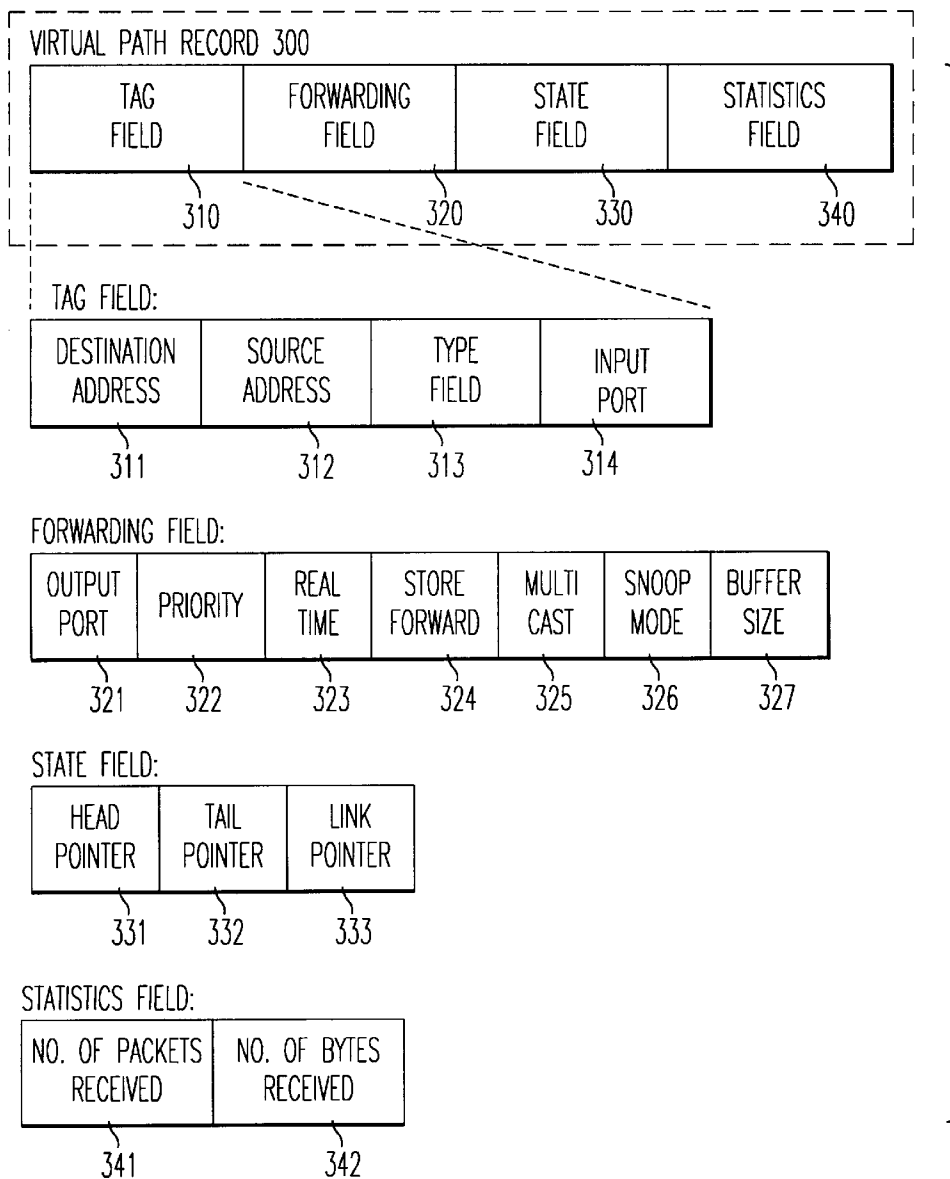 VIRTUAL PATH RECORD 300
TAG FIELD
FORWARDING FIELD
STATE FIELD
STATISTICS FIELD
310 320 330 340
TAG FIELD:
DESTINATION ADDRESS
SOURCE ADDRESS
TYPE FIELD
INPUT PORT
311 312 313 314
FORWARDING FIELD:
OUTPUT PORT
PRIORITY
REAL TIME
STORE FORWARD
MULTI CAST
SNOOP MODE
BUFFER SIZE
321 322 323 324 325 326 327
STATE FIELD:
HEAD POINTER
TAIL POINTER
LINK POINTER
331 332 333
STATISTICS FIELD:
NO. OF PACKETS RECEIVED
NO. OF BYTES RECEIVED
341 342